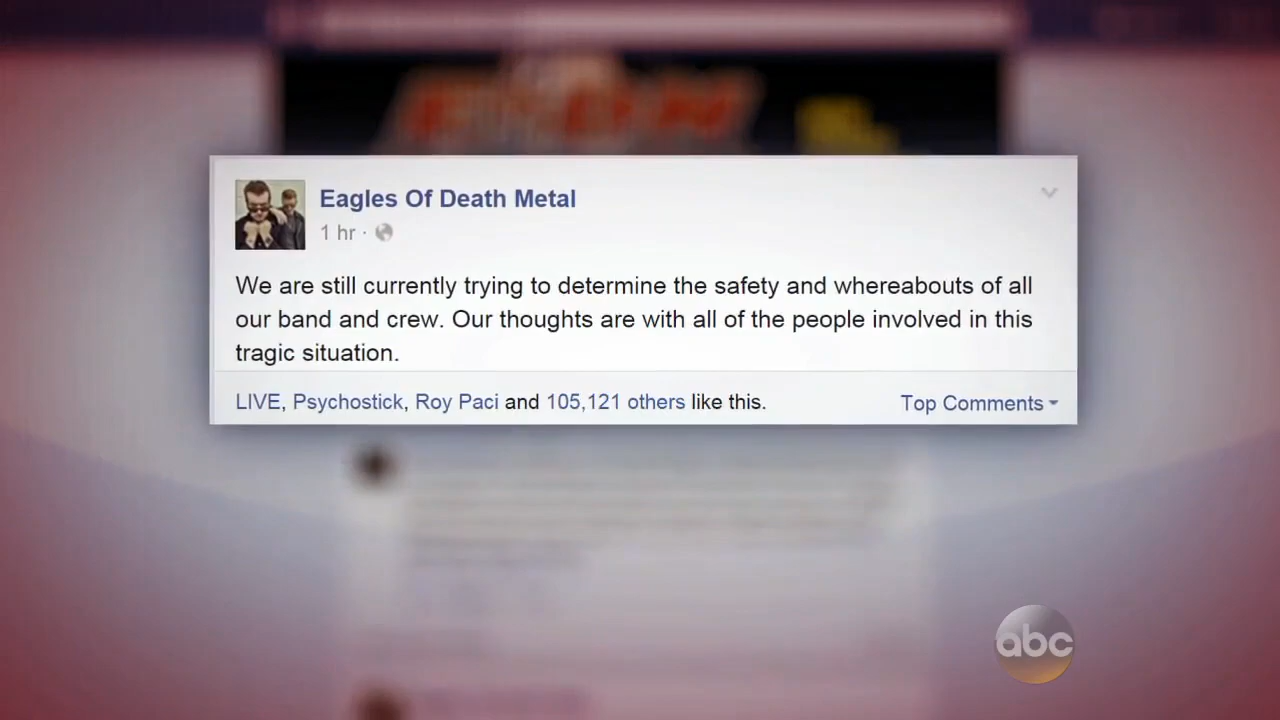 Eagles Of Death Metal
1 hr ·
We are still currently trying to determine the safety and whereabouts of all
our band and crew. Our thoughts are with all of the people involved in this
tragic situation.
LIVE, Psychostick, Roy Paci and 105,121 others like this.
Top Comments
abc